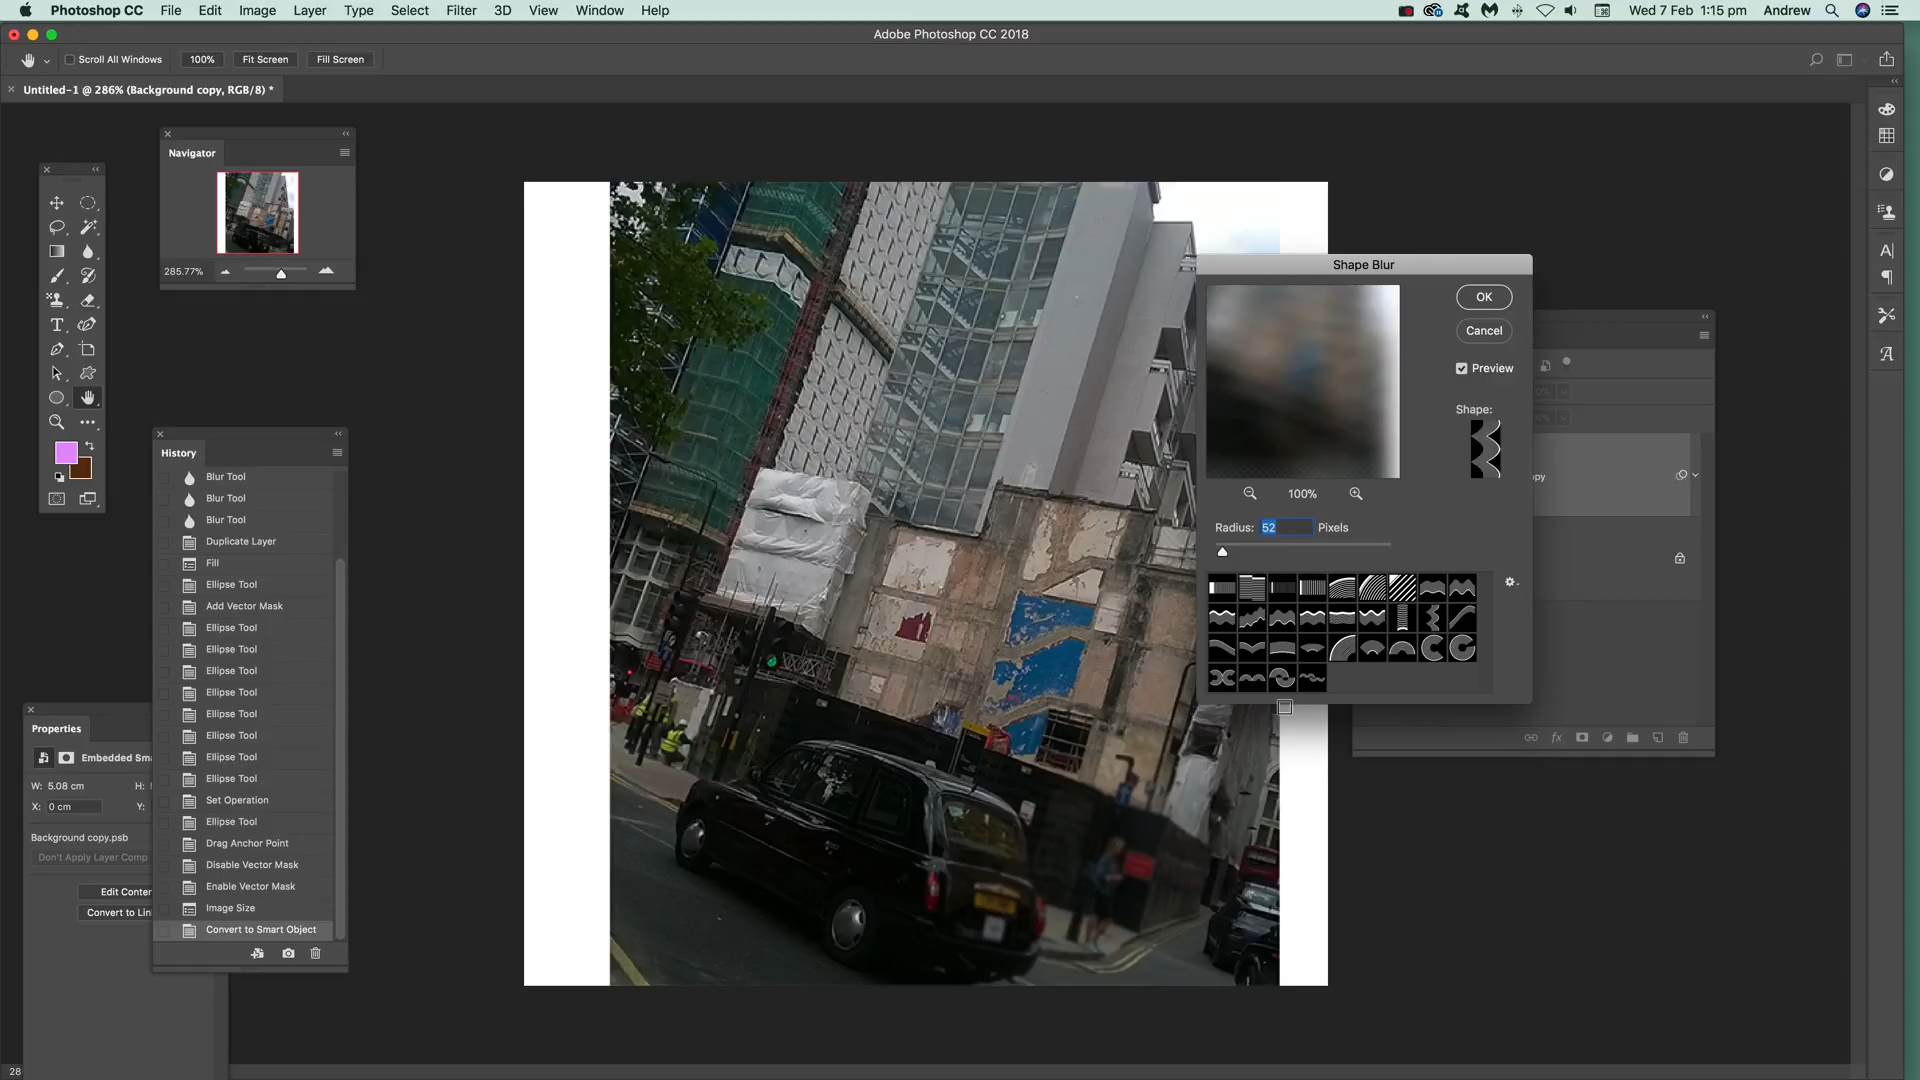 Photoshop CC File Edit Image Layer Type Select Filter 3D View Window Help Wed 7 Feb 1:15 pm Andrew
Adobe Photoshop CC 2018
Scroll All Windows 100% Fit Screen Fill Screen
Untitled-1 @ 286% (Background copy, RGB/8) *
Navigator
285.77%
History
Blur Tool
Blur Tool
Blur Tool
Duplicate Layer
Fill
Ellipse Tool
Add Vector Mask
Ellipse Tool
Ellipse Tool
Ellipse Tool
Ellipse Tool
Ellipse Tool
Ellipse Tool
Ellipse Tool
Ellipse Tool
Set Operation
Ellipse Tool
Drag Anchor Point
Disable Vector Mask
Enable Vector Mask
Image Size
Convert to Smart Object
Properties
Embedded Sma
W: 5.08 cm H:
X: 0 cm Y:
Background copy.psb
Don't Apply Layer Comp
Edit Conten
Convert to Lin
28
Shape Blur
OK
Cancel
Preview
Shape:
100%
Radius: 52 Pixels
opy